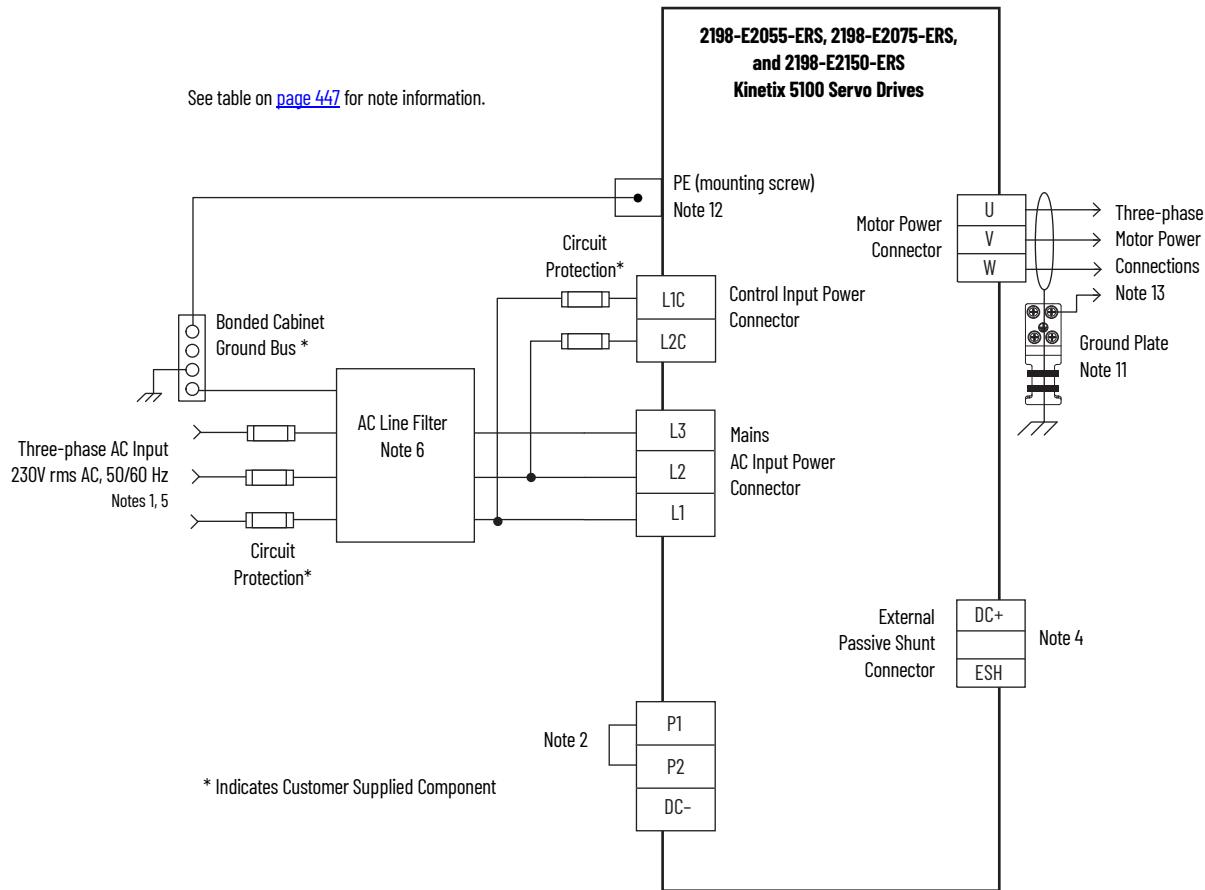 2198-E2055-ERS, 2198-E2075-ERS,
and 2198-E2150-ERS
Kinetix 5100 Servo Drives
See table on page 447 for note information.
PE (mounting screw)
Note 12
Circuit
Protection*
L1C
L2C
Control Input Power
Connector
Motor Power
Connector
U
V
W
Three-phase
Motor Power
Connections
Note 13
Ground Plate
Note 11
Bonded Cabinet
Ground Bus *
AC Line Filter
Note 6
Three-phase AC Input
230V rms AC, 50/60 Hz
Notes 1, 5
Circuit
Protection*
L3
L2
L1
Mains
AC Input Power
Connector
External
Passive Shunt
Connector
DC+
ESH
Note 4
Note 2
P1
P2
DC–
* Indicates Customer Supplied Component